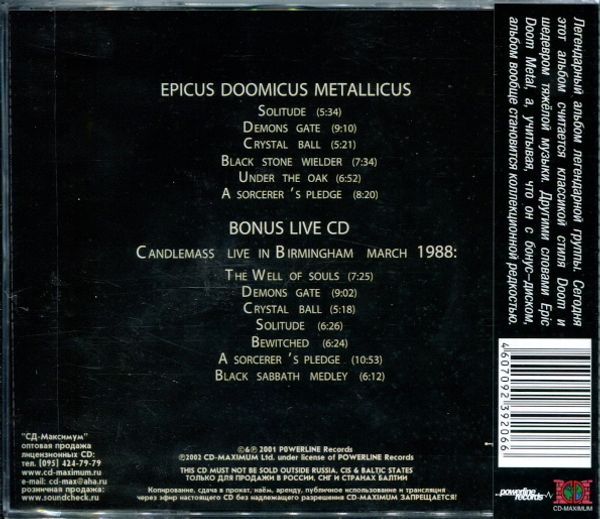 EPICUS DOOMICUS METALLICUS
SOLITUDE (5:34)
DEMONS GATE (9:10)
CRYSTAL BALL (5:21)
BLACK STONE WIELDER (7:34)
UNDER THE OAK (6:52)
A SORCERER 'S PLEDGE (8:20)
BONUS LIVE CD
CANDLEMASS LIVE IN BIRMINGHAM MARCH 1988:
THE WELL OF SOULS (7:25)
DEMONS GATE (9:02)
CRYSTAL BALL (5:18)
SOLITUDE (6:26)
BEWITCHED (6:24)
A SORCERER 'S PLEDGE (10:53)
BLACK SABBATH MEDLEY (6:12)
"СД-Максимум"
оптовая продажа
лицензионных CD:
тел. (095) 424-79-79
www.cd-maximum.ru
e-mail: cd-max@aha.ru
розничная продажа:
www.soundcheck.ru
©&℗ 2001 POWERLINE Records
℗2002 CD-MAXIMUM Ltd. under license of POWERLINE Records
THIS CD MUST NOT BE SOLD OUTSIDE RUSSIA, CIS & BALTIC STATES
ТОЛЬКО ДЛЯ ПРОДАЖИ В РОССИИ, СНГ И СТРАНАХ БАЛТИИ
Копирование, сдача в прокат, наём, аренду, публичное использование и трансляция
через эфир настоящего CD без надлежащего разрешения CD-MAXIMUM ЗАПРЕЩАЕТСЯ!
Легендарный альбом легендарной группы. Сегодня
этот альбом считается классикой стиля Doom и
шедевром тяжёлой музыки. Другими словами Epic
Doom Metal, а, учитывая, что он с бонус-диском,
альбом вообще становится коллекционной редкостью.
4607092392066
powerline
records
CD-MAXIMUM